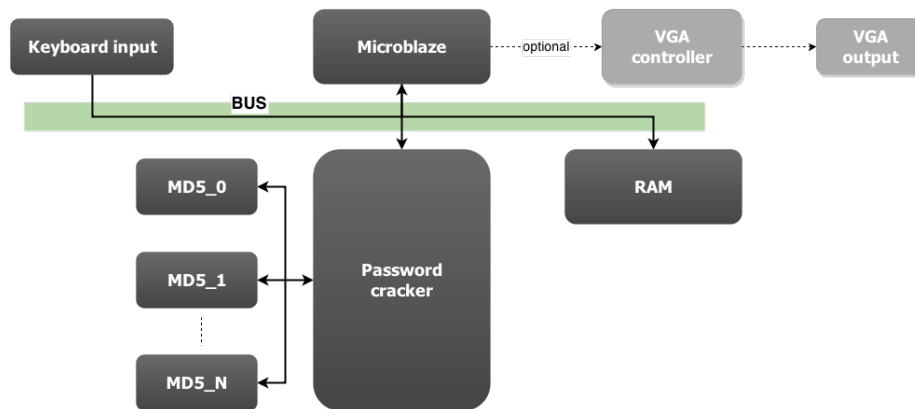 Keyboard input
Microblaze
optional
VGA
controller
VGA
output
BUS
MD5_0
RAM
MD5_1
Password
cracker
MD5_N